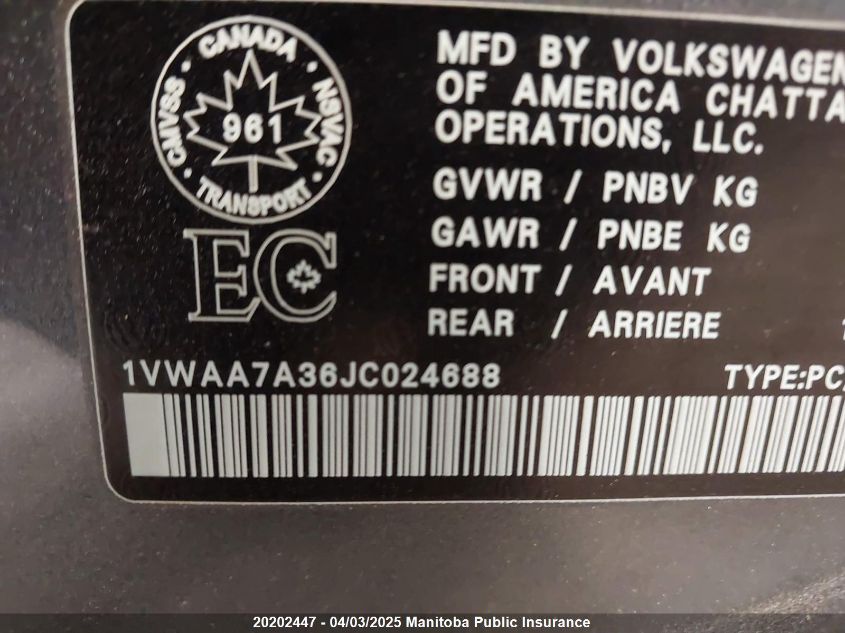 CANADA
CMVSS · NSVAC
961
TRANSPORT
EC
MFD BY VOLKSWAGEN
OF AMERICA
OPERATIONS, LLC.
GVWR / PNBV KG
GAWR / PNBE KG
FRONT / AVANT
REAR / ARRIERE
1VWAA7A36JC024688 TYPE:PC
20202447 - 04/03/2025 Manitoba Public Insurance